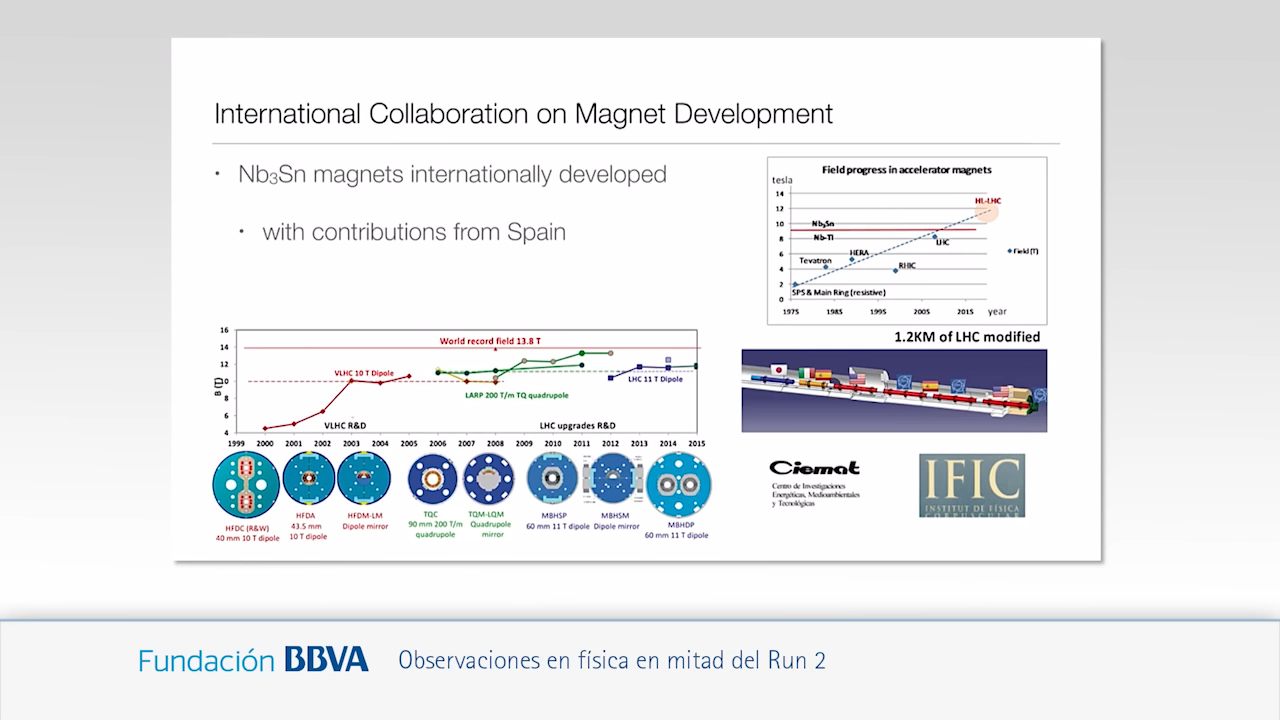 International Collaboration on Magnet Development
• Nb3Sn magnets internationally developed
• with contributions from Spain
Field progress in accelerator magnets
tesla
14
12
10
8
6
4
2
0
HL-LHC
Nb3Sn
Nb-Ti
LHC
HERA
Tevatron
RHIC
Field (T)
SPS & Main Ring (resistive)
1975 1985 1995 2005 2015 year
1.2KM of LHC modified
16
14
12
10
8
6
4
B (T)
World record field 13.8 T
VLHC 10 T Dipole
LHC 11 T Dipole
LARP 200 T/m TQ quadrupole
VLHC R&D
LHC upgrades R&D
1999 2000 2001 2002 2003 2004 2005 2006 2007 2008 2009 2010 2011 2012 2013 2014 2015
HFDC (R&W)
40 mm 10 T dipole
HFDA
43.5 mm
10 T dipole
HFDM-LM
Dipole mirror
TQC
90 mm 200 T/m
quadrupole
TQM-LQM
Quadrupole
mirror
MBHSP
60 mm 11 T dipole
MBHSM
Dipole mirror
MBHDP
60 mm 11 T dipole
Ciemat
Centro de Investigaciones
Energéticas, Medioambientales
y Tecnológicas
IFIC
INSTITUT DE FÍSICA
CORPUSCULAR
Fundación BBVA
Observaciones en física en mitad del Run 2